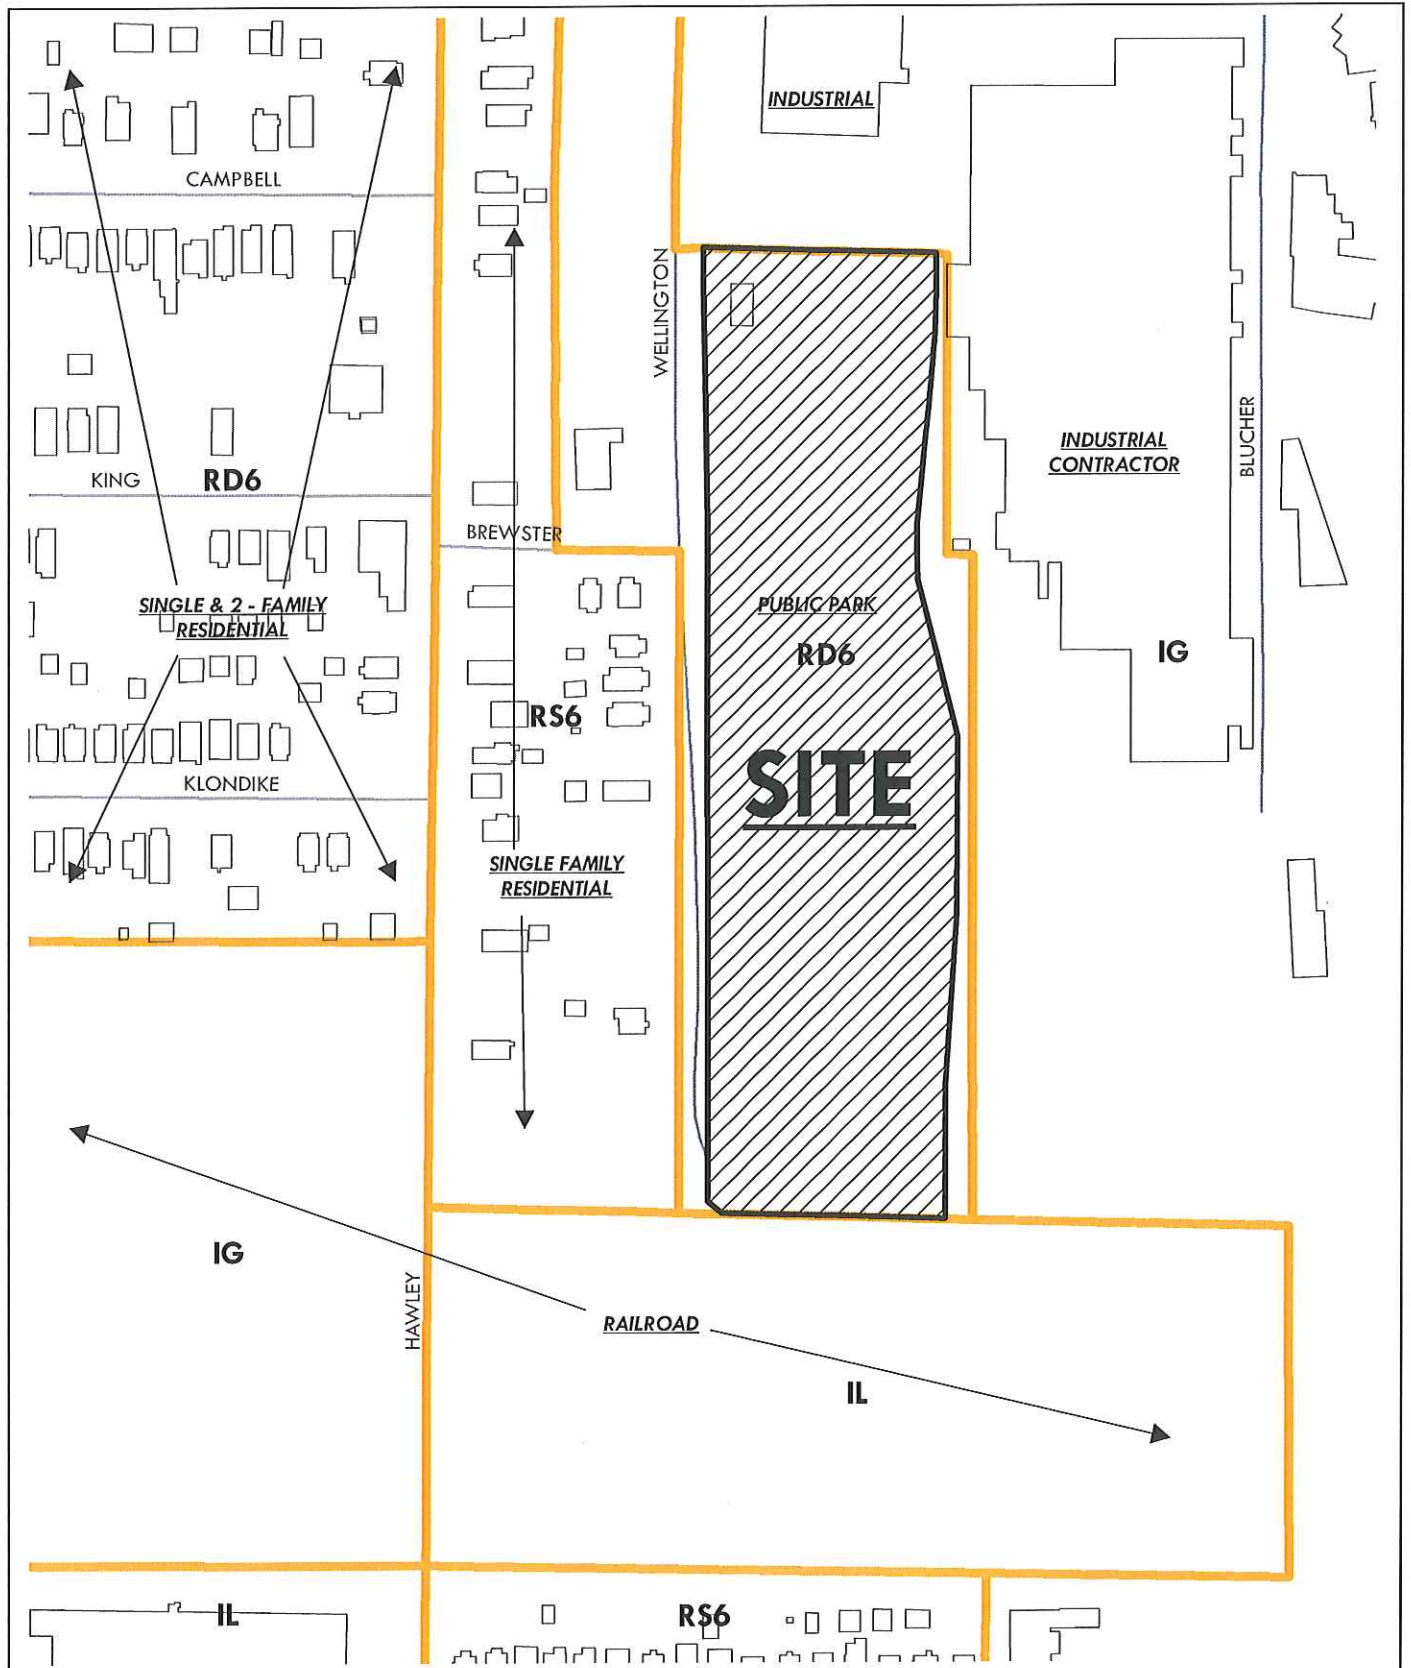 INDUSTRIAL
CAMPBELL
WELLINGTON
BLUCHER
INDUSTRIAL
CONTRACTOR
KING
RD6
BREWSTER
SINGLE & 2 - FAMILY
RESIDENTIAL
PUBLIC PARK
RD6
IG
RS6
SITE
KLONDIKE
SINGLE FAMILY
RESIDENTIAL
IG
HAWLEY
RAILROAD
IL
IL
RS6